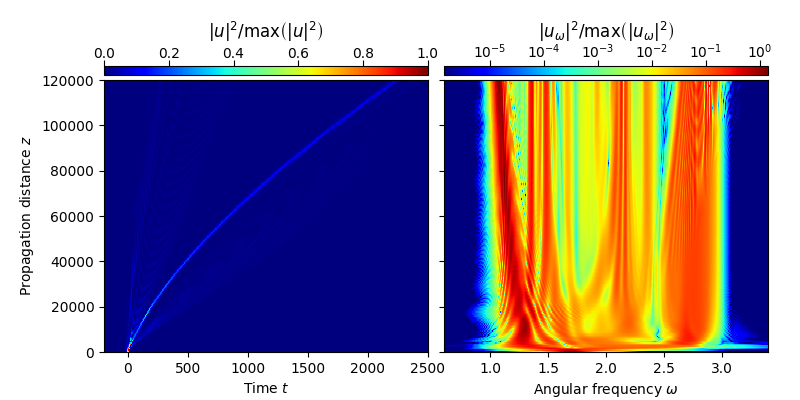 |u|²/max(|u|²)
0.0 0.2 0.4 0.6 0.8 1.0
Propagation distance z
120000
100000
80000
60000
40000
20000
0
0 500 1000 1500 2000 2500
Time t
|u_ω|²/max(|u_ω|²)
10⁻⁵ 10⁻⁴ 10⁻³ 10⁻² 10⁻¹ 10⁰
1.0 1.5 2.0 2.5 3.0
Angular frequency ω